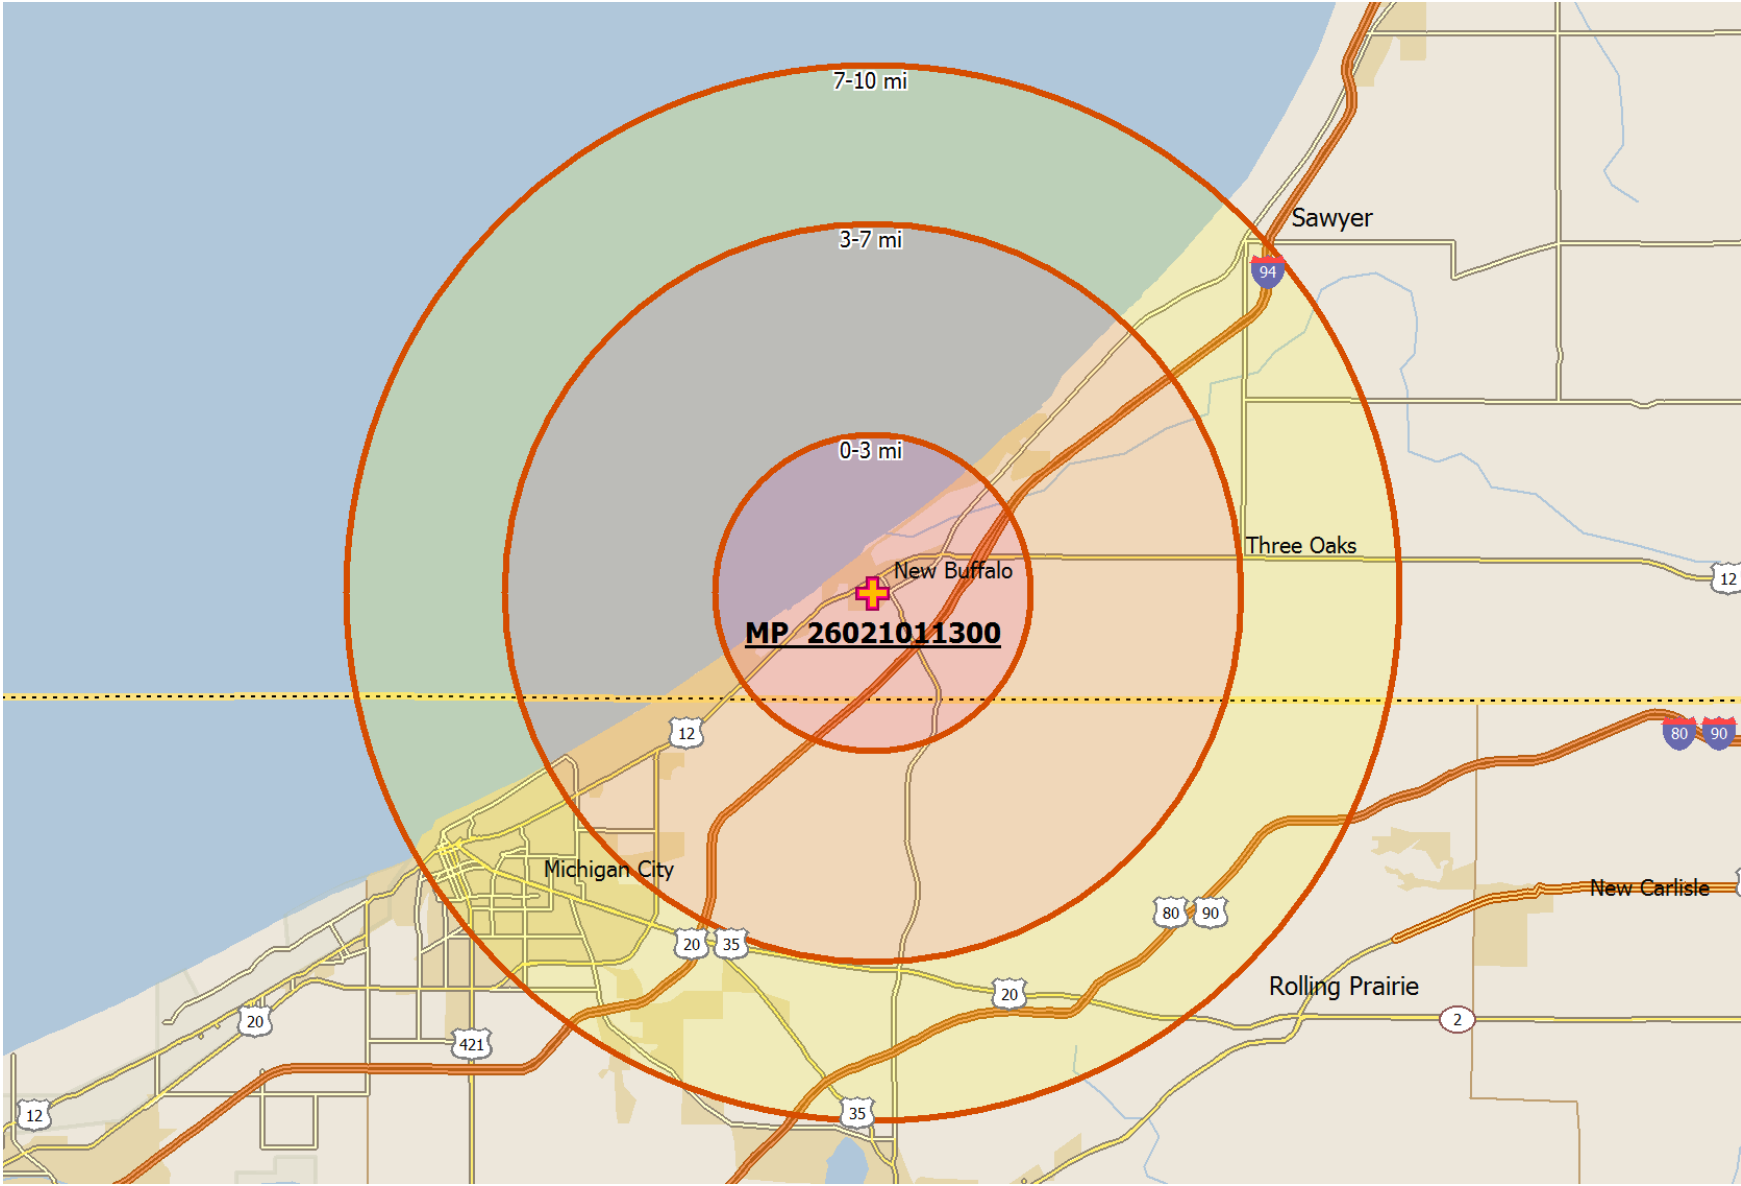 7-10 mi
Sawyer
3-7 mi
94
0-3 mi
Three Oaks
New Buffalo
12
MP 26021011300
12
80 90
Michigan City
New Carlisle
80 90
20 35
Rolling Prairie
20
20
2
421
35
12